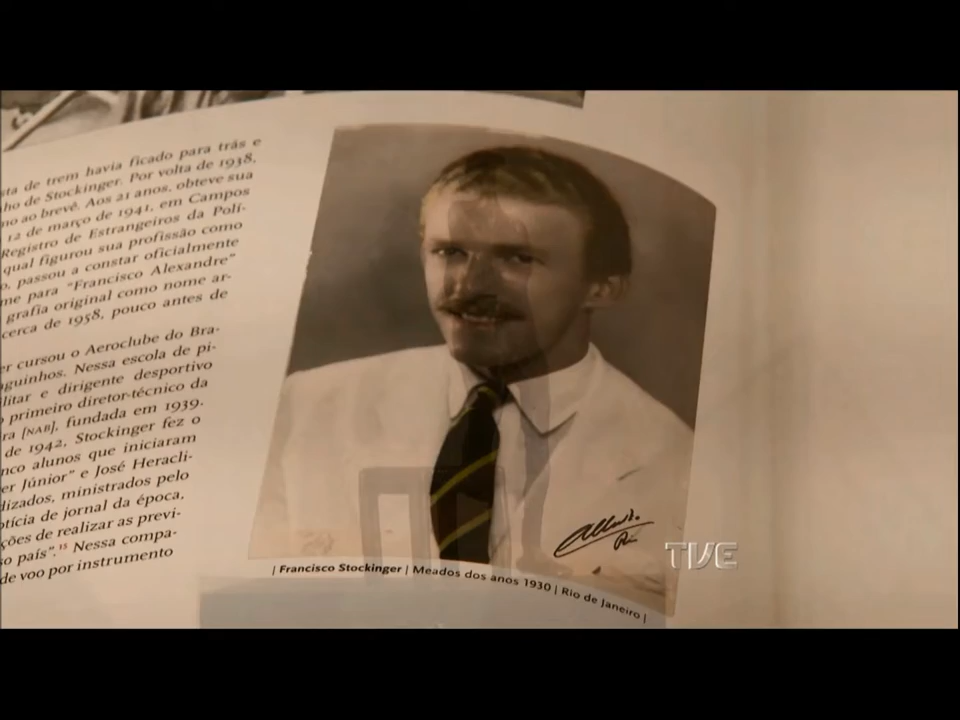 sta de trem havia ficado para trás e
ho de Stockinger. Por volta de 1938,
no ao brevê. Aos 21 anos, obteve sua
12 de março de 1941, em Campos
Registro de Estrangeiros da Polí-
qual figurou sua profissão como
o, passou a constar oficialmente
me para "Francisco Alexandre"
grafia original como nome ar-
cerca de 1958, pouco antes de
er cursou o Aeroclube do Bra-
guinhos. Nessa escola de pi-
litar e dirigente desportivo
primeiro diretor-técnico da
ra [NAB], fundada em 1939.
de 1942, Stockinger fez o
nco alunos que iniciaram
er Júnior" e José Heracli-
dizados, ministrados pelo
otícia de jornal da época,
ções de realizar as previ-
so país".15 Nessa compa-
de voo por instrumento
| Francisco Stockinger | Meados dos anos 1930 | Rio de Janeiro |
TVE